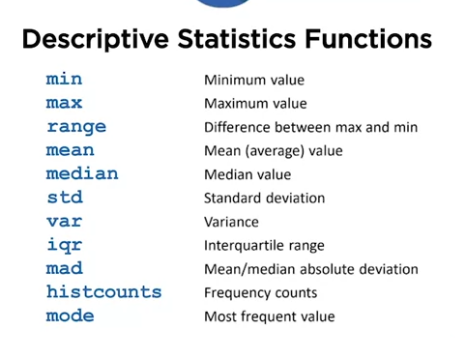 Descriptive Statistics Functions
min Minimum value
max Maximum value
range Difference between max and min
mean Mean (average) value
median Median value
std Standard deviation
var Variance
iqr Interquartile range
mad Mean/median absolute deviation
histcounts Frequency counts
mode Most frequent value